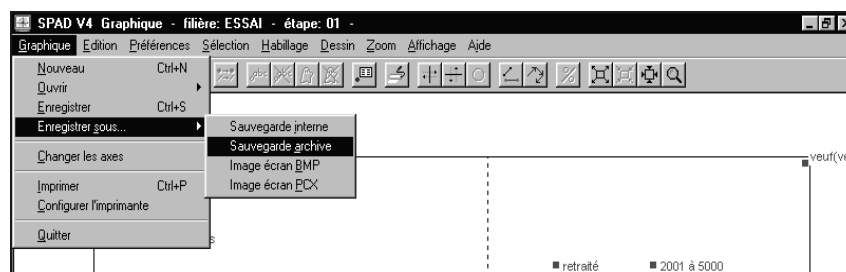 SPAD V4 Graphique - filière: ESSAI - étape: 01 -
Graphique Edition Préférences Sélection Habillage Dessin Zoom Affichage Aide
Nouveau Ctrl+N
Ouvrir
Enregistrer Ctrl+S
Enregistrer sous...
Sauvegarde interne
Sauvegarde archive
Image écran BMP
Image écran PCX
Changer les axes
Imprimer Ctrl+P
Configurer l'imprimante
Quitter
veuf(ve
s
retraité 2001 à 5000